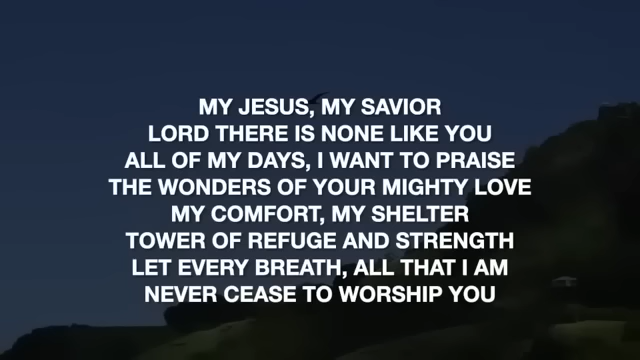 MY JESUS, MY SAVIOR
LORD THERE IS NONE LIKE YOU
ALL OF MY DAYS, I WANT TO PRAISE
THE WONDERS OF YOUR MIGHTY LOVE
MY COMFORT, MY SHELTER
TOWER OF REFUGE AND STRENGTH
LET EVERY BREATH, ALL THAT I AM
NEVER CEASE TO WORSHIP YOU